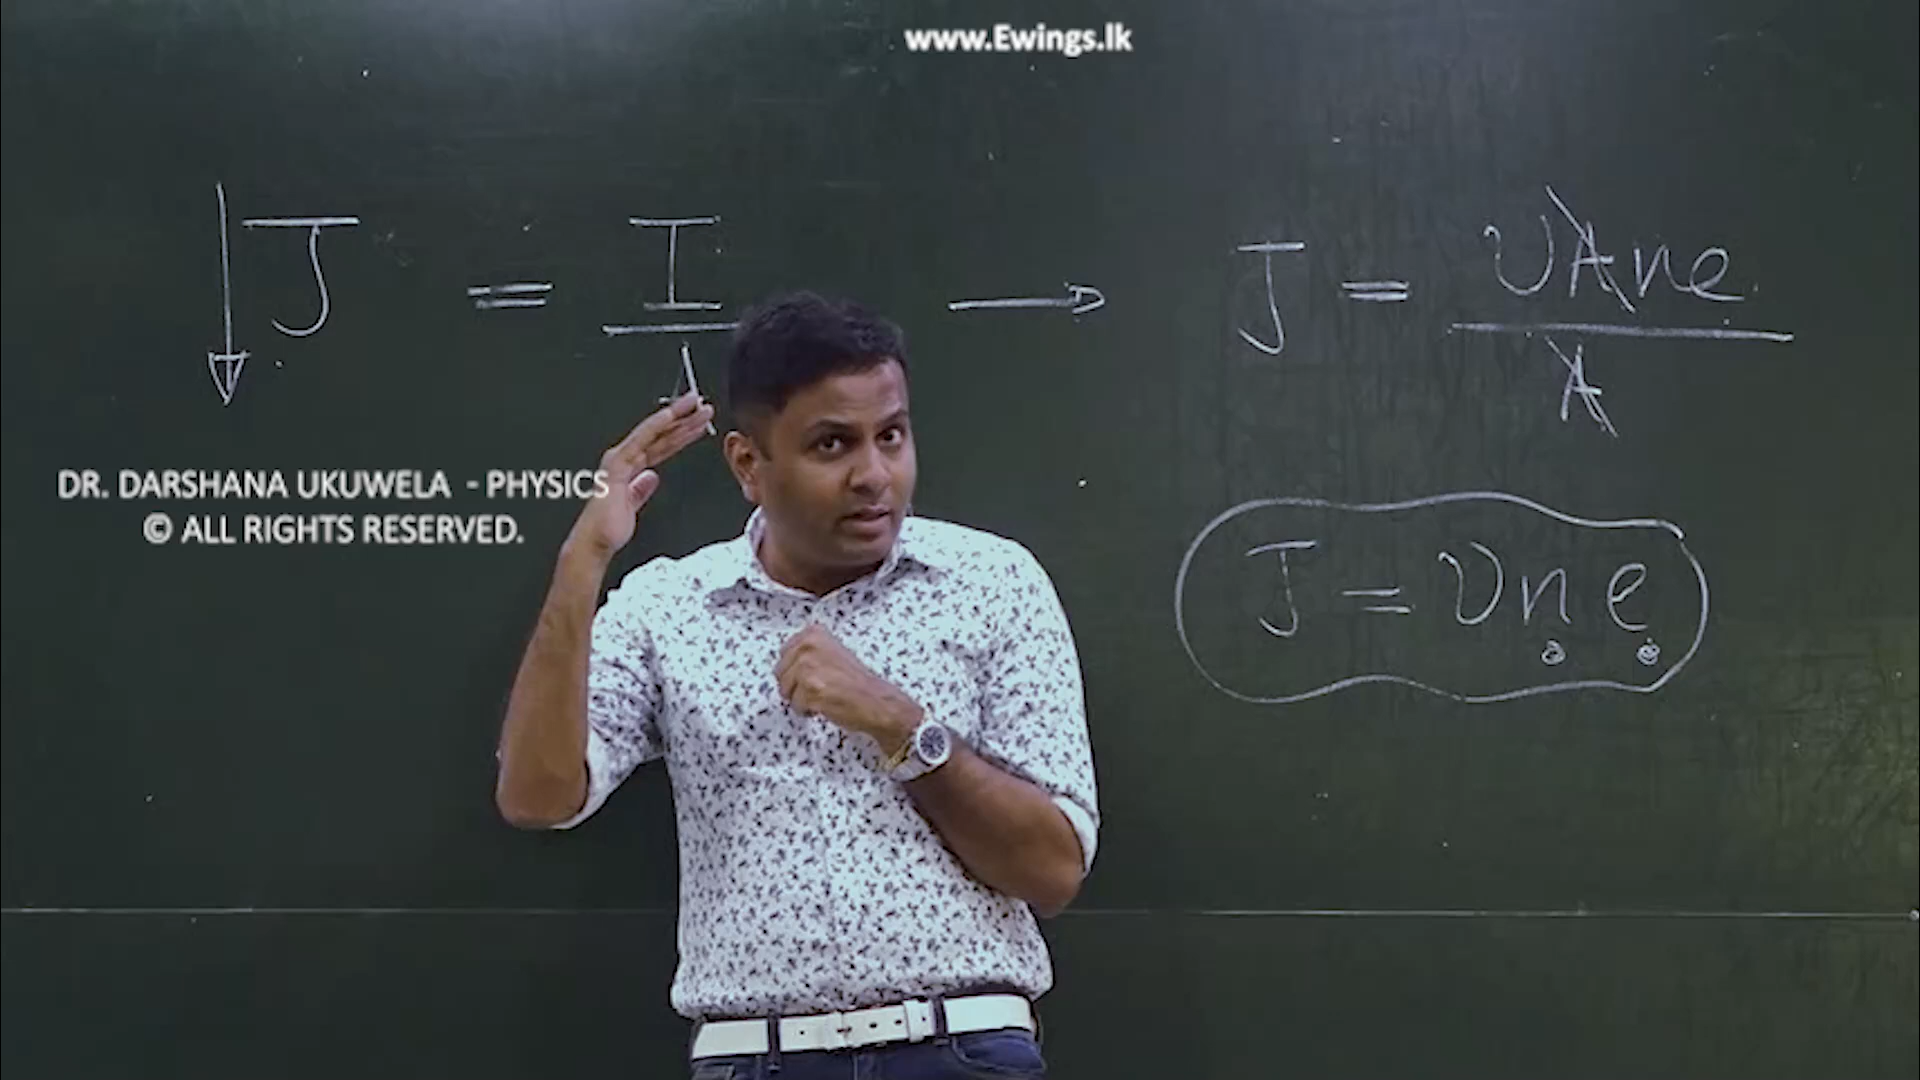 www.Ewings.lk
J = I / A → J = vAne / A
DR. DARSHANA UKUWELA - PHYSICS
© ALL RIGHTS RESERVED.
J = vne